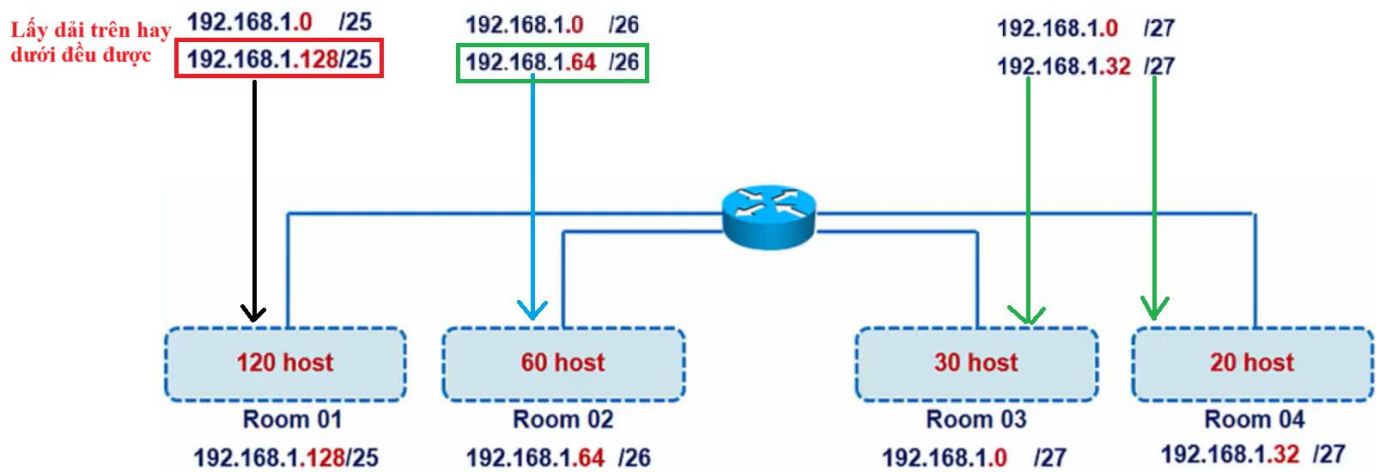 Lấy dải trên hay
dưới đều được
192.168.1.0 /25
192.168.1.128/25
192.168.1.0 /26
192.168.1.64 /26
192.168.1.0 /27
192.168.1.32 /27
120 host
60 host
30 host
20 host
Room 01
Room 02
Room 03
Room 04
192.168.1.128/25
192.168.1.64 /26
192.168.1.0 /27
192.168.1.32 /27